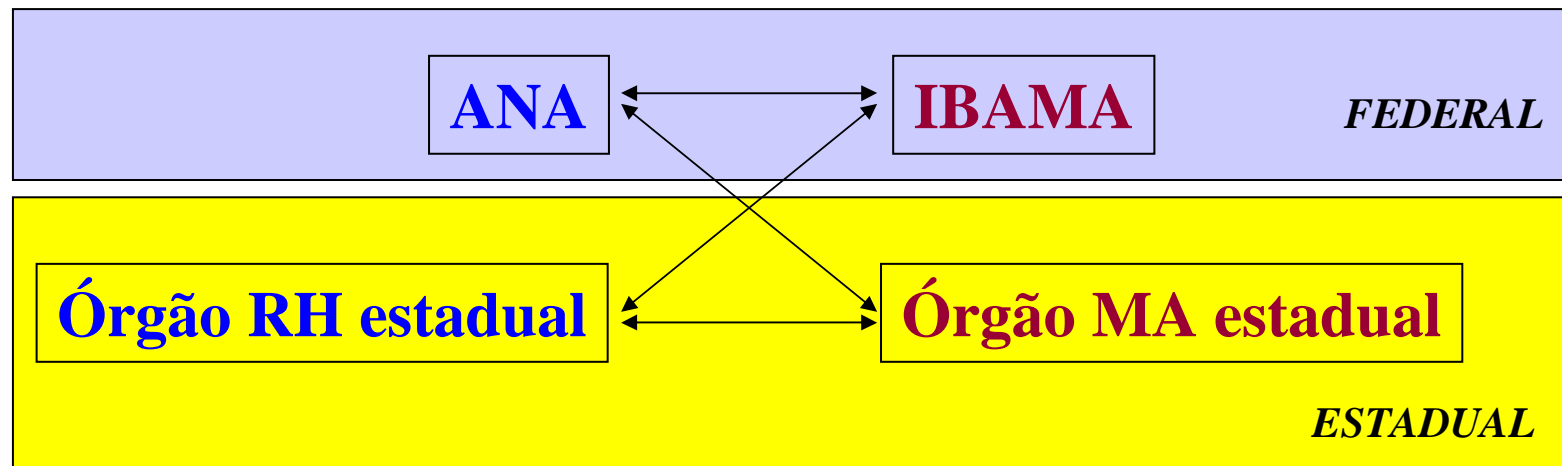 ANA
IBAMA
FEDERAL
Órgão RH estadual
Órgão MA estadual
ESTADUAL